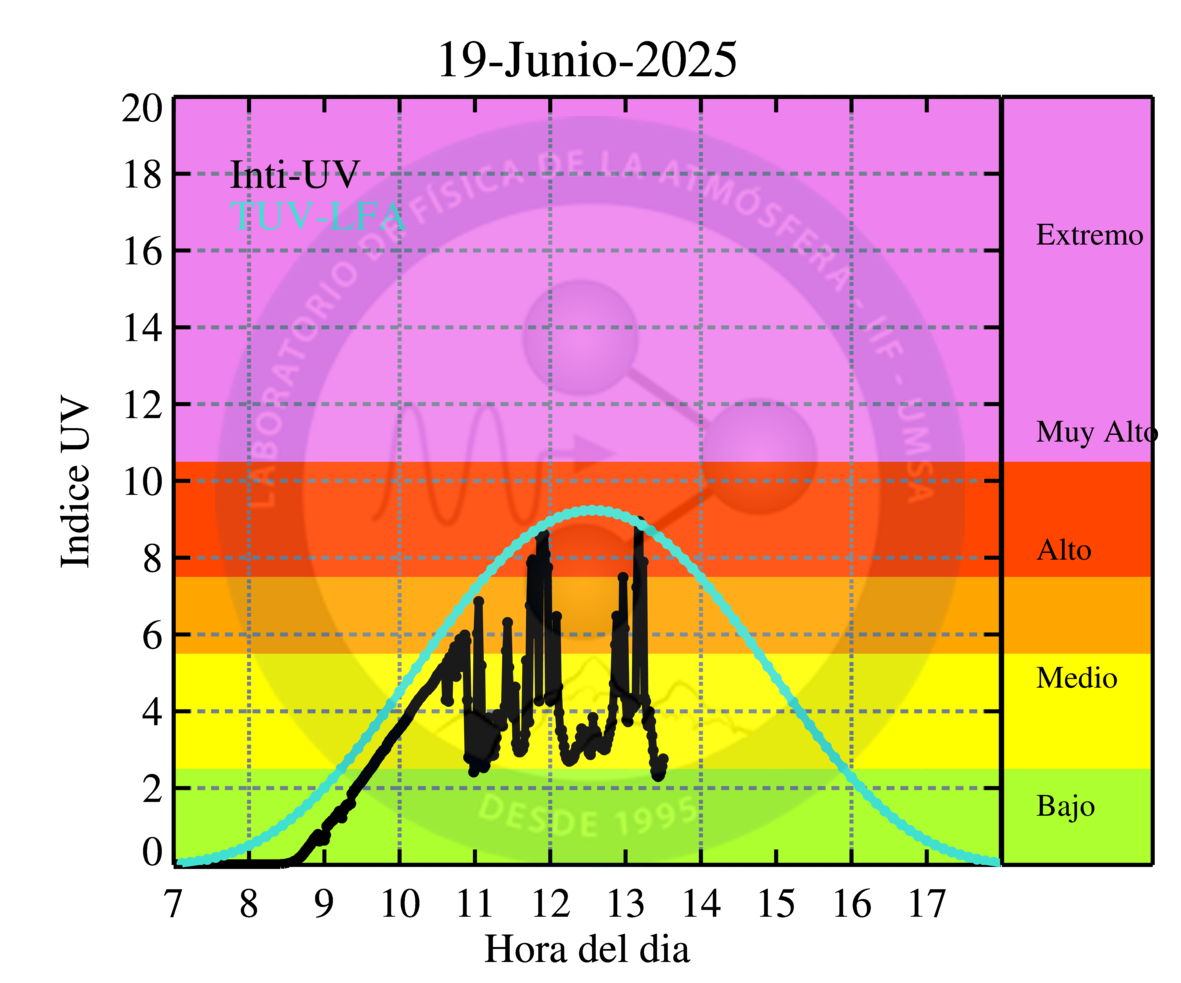 19-Junio-2025
Inti-UV
TUV-LFA
LABORATORIO DE FÍSICA DE LA ATMÓSFERA - IIF - UMSA
DESDE 1995
Indice UV
20
18
16
14
12
10
8
6
4
2
0
Extremo
Muy Alto
Alto
Medio
Bajo
7 8 9 10 11 12 13 14 15 16 17
Hora del dia